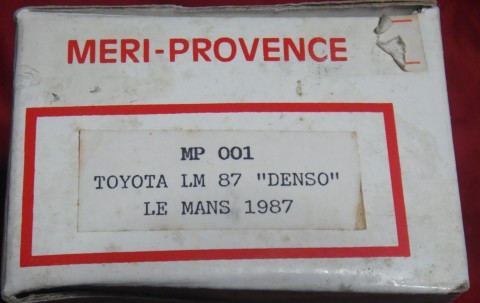 MERI-PROVENCE
MP 001
TOYOTA LM 87 "DENSO"
LE MANS 1987